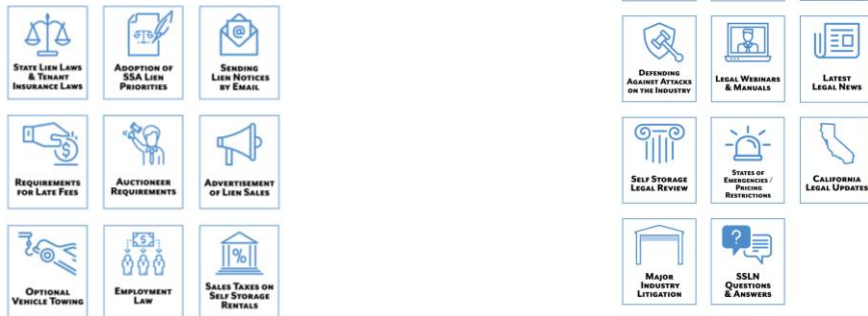 STATE LIEN LAWS
& TENANT
INSURANCE LAWS
ADOPTION OF
SSA LIEN
PRIORITIES
@
SENDING
LIEN NOTICES
BY EMAIL
$
REQUIREMENTS
FOR LATE FEES
AUCTIONEER
REQUIREMENTS
ADVERTISEMENT
OF LIEN SALES
OPTIONAL
VEHICLE TOWING
$
EMPLOYMENT
LAW
%
SALES TAXES ON
SELF STORAGE
RENTALS
DEFENDING
AGAINST ATTACKS
ON THE INDUSTRY
LEGAL WEBINARS
& MANUALS
LATEST
LEGAL NEWS
SELF STORAGE
LEGAL REVIEW
STATES OF
EMERGENCIES /
PRICING
RESTRICTIONS
CALIFORNIA
LEGAL UPDATES
MAJOR
INDUSTRY
LITIGATION
?
SSLN
QUESTIONS
& ANSWERS